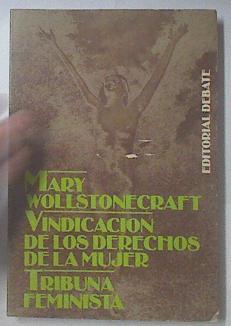 MARY
WOLLSTONECRAFT
VINDICACION
DE LOS DERECHOS
DE LA MUJER
TRIBUNA
FEMINISTA
EDITORIAL DEBATE